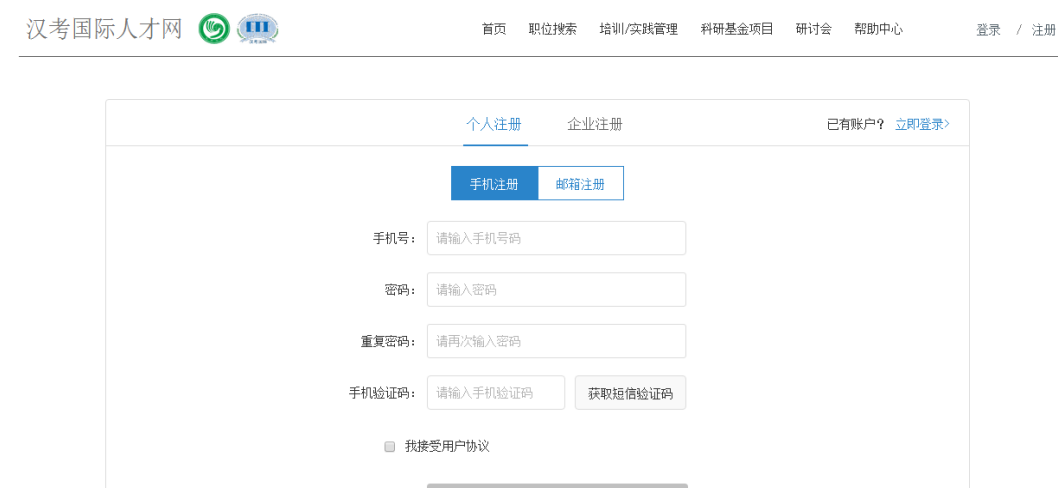 汉考国际人才网
首页 职位搜索 培训/实践管理 科研基金项目 研讨会 帮助中心 登录 / 注册
个人注册 企业注册 已有账户? 立即登录>
手机注册 邮箱注册
手机号: 请输入手机号码
密码: 请输入密码
重复密码: 请再次输入密码
手机验证码: 请输入手机验证码 获取短信验证码
我接受用户协议